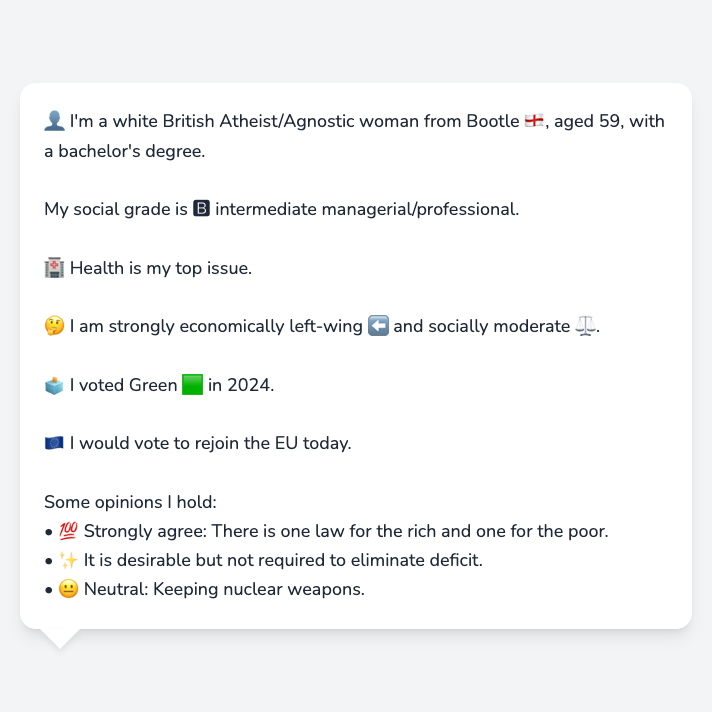 👤 I'm a white British Atheist/Agnostic woman from Bootle 🏴󠁧󠁢󠁥󠁮󠁧󠁿, aged 59, with
a bachelor's degree.
My social grade is 🅱 intermediate managerial/professional.
🏥 Health is my top issue.
🤔 I am strongly economically left-wing ⬅️ and socially moderate ⚖️.
🗳️ I voted Green 🟩 in 2024.
🇪🇺 I would vote to rejoin the EU today.
Some opinions I hold:
• 💯 Strongly agree: There is one law for the rich and one for the poor.
• ✨ It is desirable but not required to eliminate deficit.
• 😐 Neutral: Keeping nuclear weapons.